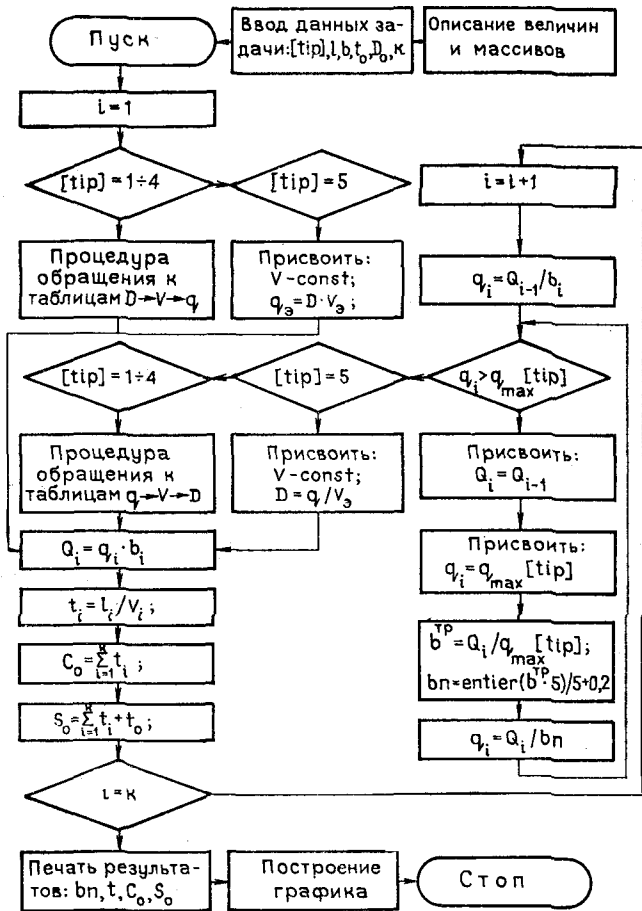 Пуск
Ввод данных за-
дачи:[tip],l,b,t₀,D₀,к
Описание величин
и массивов
i=1
[tip]=1÷4
[tip]=5
i=i+1
Процедура
обращения к
таблицам D→V→q
Присвоить:
V-const;
qэ=D·Vэ;
qᵢ=Qᵢ₋₁/bᵢ
[tip]=1÷4
[tip]=5
qᵢ>qmax[tip]
Процедура
обращения к
таблицам q→V→D
Присвоить:
V-const;
D=q/Vэ
Присвоить:
Qᵢ=Qᵢ₋₁
Qᵢ=qᵢ·bᵢ
Присвоить:
qᵢ=qmax[tip]
tᵢ=lᵢ/Vᵢ;
bᵀᴾ=Qᵢ/qmax[tip];
bn=entier(bᵀᴾ·5)/5+0,2
C₀=Σtᵢ;
к
i=1
S₀=Σtᵢ+t₀;
к
i=1
qᵢ=Qᵢ/bn
i=к
Печать результа-
тов: bn,t,C₀,S₀
Построение
графика
Стоп